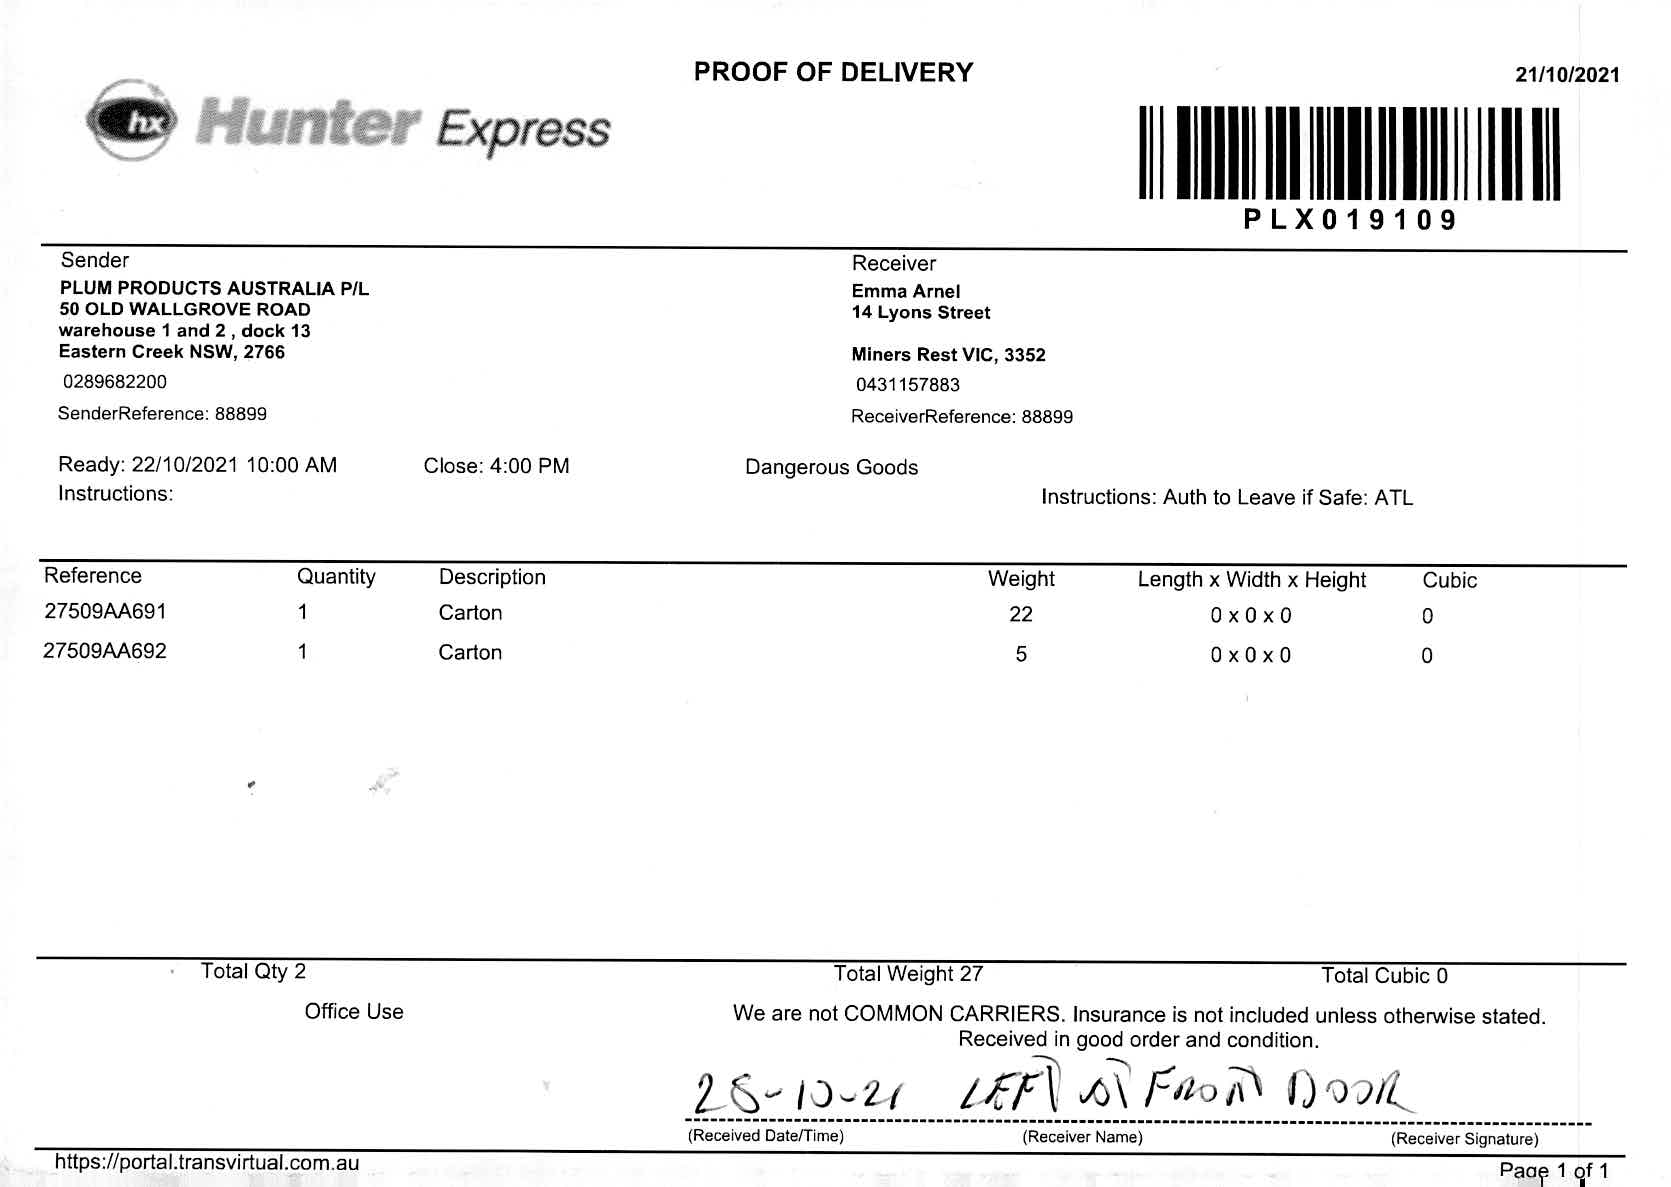 PROOF OF DELIVERY
21/10/2021
hx Hunter Express
PLX019109
Sender
PLUM PRODUCTS AUSTRALIA P/L
50 OLD WALLGROVE ROAD
warehouse 1 and 2 , dock 13
Eastern Creek NSW, 2766
0289682200
SenderReference: 88899
Receiver
Emma Arnel
14 Lyons Street
Miners Rest VIC, 3352
0431157883
ReceiverReference: 88899
Ready: 22/10/2021 10:00 AM Close: 4:00 PM Dangerous Goods
Instructions:
Instructions: Auth to Leave if Safe: ATL
Reference Quantity Description Weight Length x Width x Height Cubic
27509AA691 1 Carton 22 0 x 0 x 0 0
27509AA692 1 Carton 5 0 x 0 x 0 0
Total Qty 2 Total Weight 27 Total Cubic 0
Office Use
We are not COMMON CARRIERS. Insurance is not included unless otherwise stated.
Received in good order and condition.
LEFT AT FRONT DOOR
(Received Date/Time) (Receiver Name) (Receiver Signature)
https://portal.transvirtual.com.au
Page 1 of 1